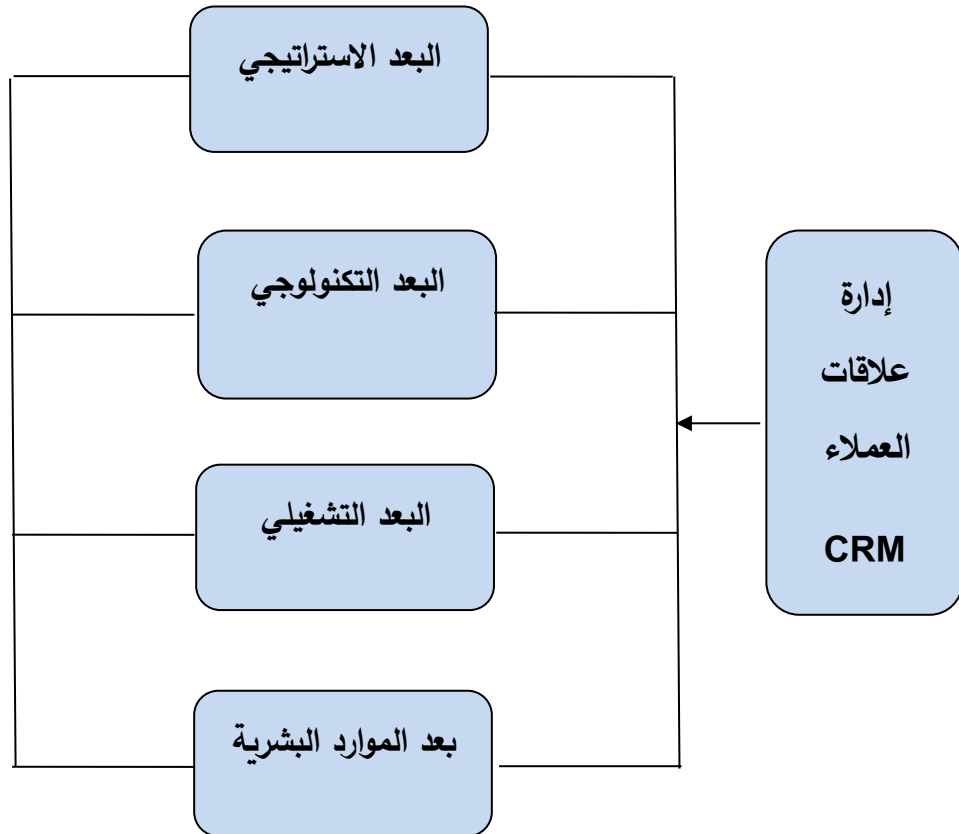 البعد الاستراتيجي
البعد التكنولوجي
إدارة
علاقات
العملاء
CRM
البعد التشغيلي
بعد الموارد البشرية